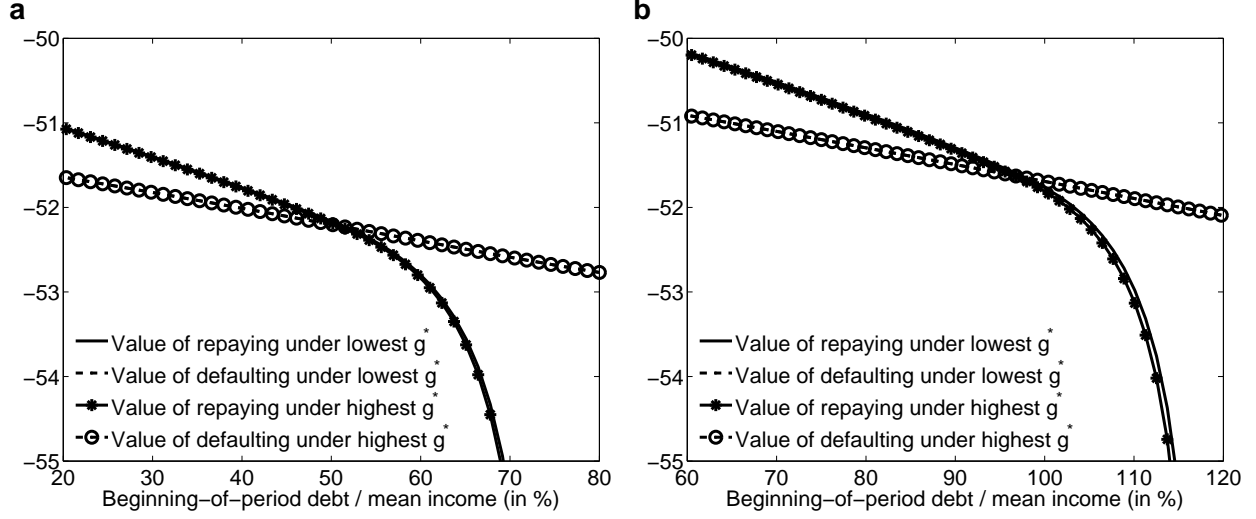 a
−50
−51
−52
−53
−54
−55
20 30 40 50 60 70 80
Beginning−of−period debt / mean income (in %)
Value of repaying under lowest g*
Value of defaulting under lowest g*
Value of repaying under highest g*
Value of defaulting under highest g*
b
−50
−51
−52
−53
−54
−55
60 70 80 90 100 110 120
Beginning−of−period debt / mean income (in %)
Value of repaying under lowest g*
Value of defaulting under lowest g*
Value of repaying under highest g*
Value of defaulting under highest g*